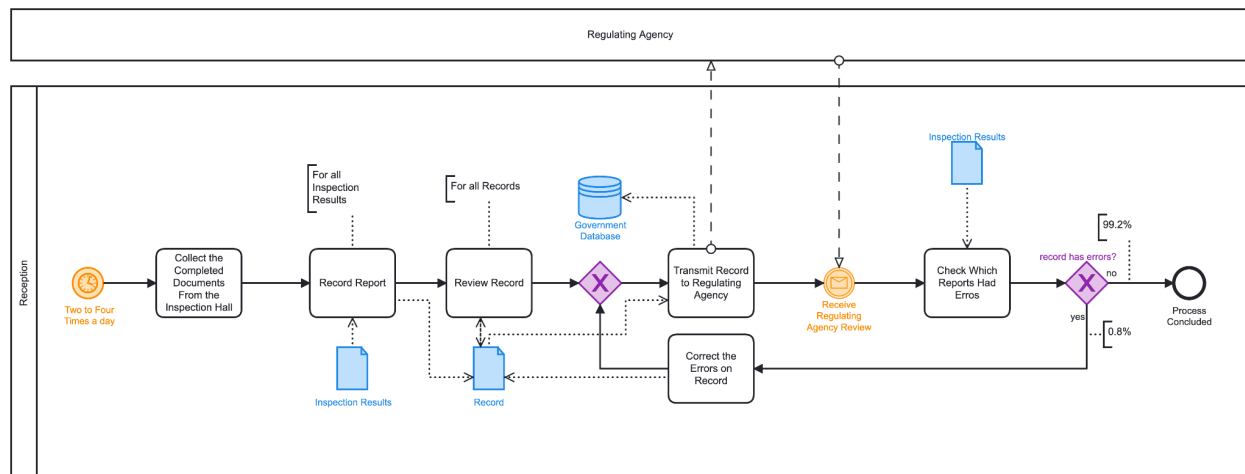 Regulating Agency
Reception
Two to Four
Times a day
Collect the
Completed
Documents
From the
Inspection Hall
For all
Inspection
Results
Record Report
Inspection Results
For all Records
Review Record
Record
Government
Database
Transmit Record
to Regulating
Agency
Correct the
Errors on
Record
Receive
Regulating
Agency Review
Inspection Results
Check Which
Reports Had
Erros
record has errors?
99.2%
no
yes
0.8%
Process
Concluded